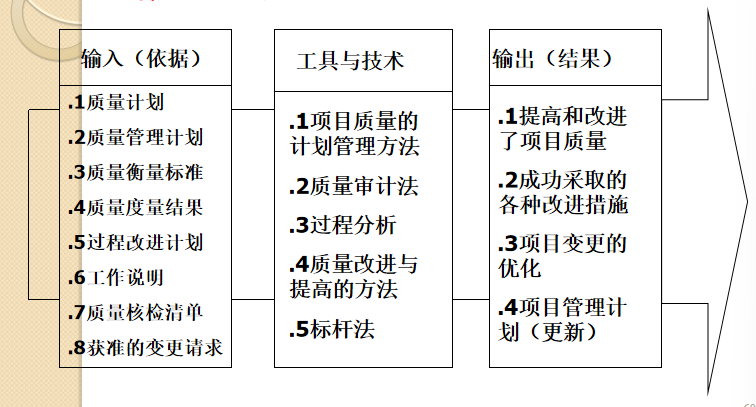 输入（依据）
.1质量计划
.2质量管理计划
.3质量衡量标准
.4质量度量结果
.5过程改进计划
.6工作说明
.7质量核检清单
.8获准的变更请求
工具与技术
.1项目质量的
计划管理方法
.2质量审计法
.3过程分析
.4质量改进与
提高的方法
.5标杆法
输出（结果）
.1提高和改进
了项目质量
.2成功采取的
各种改进措施
.3项目变更的
优化
.4项目管理计
划（更新）